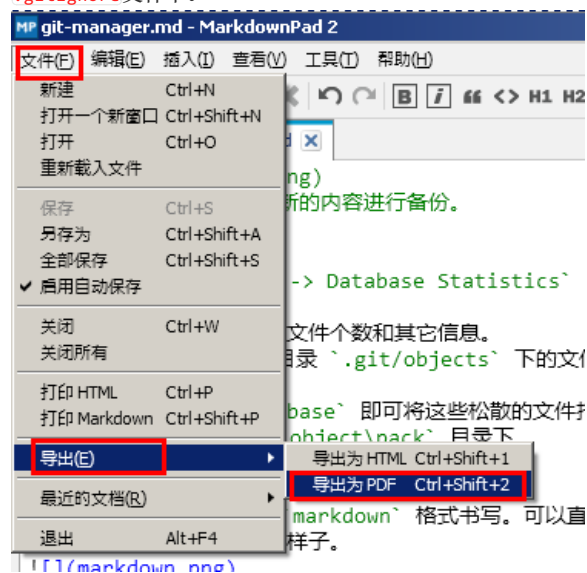 MP git-manager.md - MarkdownPad 2
文件(F) 编辑(E) 插入(I) 查看(V) 工具(T) 帮助(H)
B i <> H1 H2
新建 Ctrl+N
打开一个新窗口 Ctrl+Shift+N
打开 Ctrl+O
重新载入文件
ng)
新的内容进行备份。
保存 Ctrl+S
另存为 Ctrl+Shift+A
全部保存 Ctrl+Shift+S
启用自动保存
-> Database Statistics`
关闭 Ctrl+W
文件个数和其它信息。
关闭所有
目录 `.git/objects` 下的文
打印 HTML Ctrl+P
打印 Markdown Ctrl+Shift+P
base` 即可将这些松散的文件
object\pack` 目录下
导出(E)
导出为 HTML Ctrl+Shift+1
导出为 PDF Ctrl+Shift+2
最近的文档(R)
markdown` 格式书写。可以直
退出 Alt+F4
样子。
![](markdown.png)